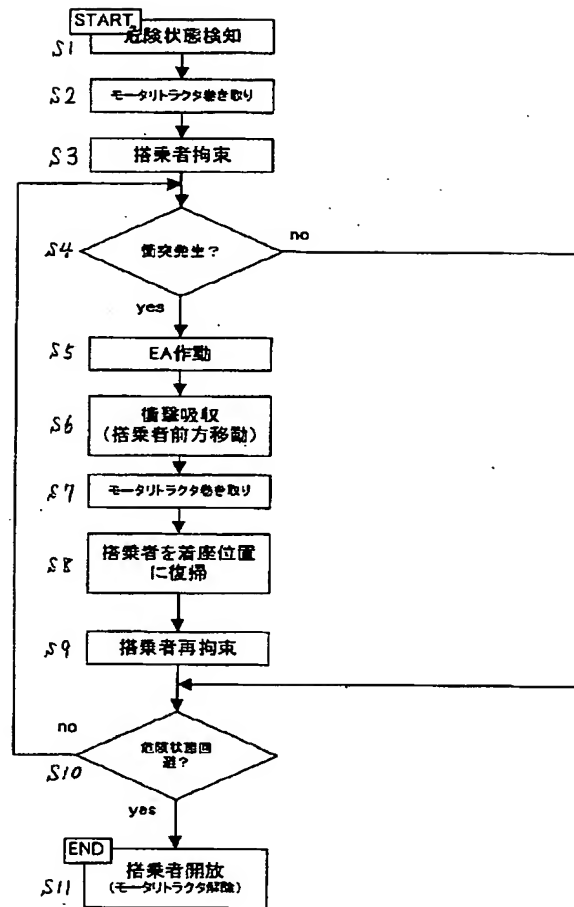 START
S1
危険状態検知
S2
モータリトラクタ巻き取り
S3
搭乗者拘束
S4
衝突発生?
no
yes
S5
EA作動
S6
衝撃吸収
(搭乗者前方移動)
S7
モータリトラクタ巻き取り
S8
搭乗者を着座位置
に復帰
S9
搭乗者再拘束
no
S10
危険状態回
避?
yes
END
S11
搭乗者開放
(モータリトラクタ解除)